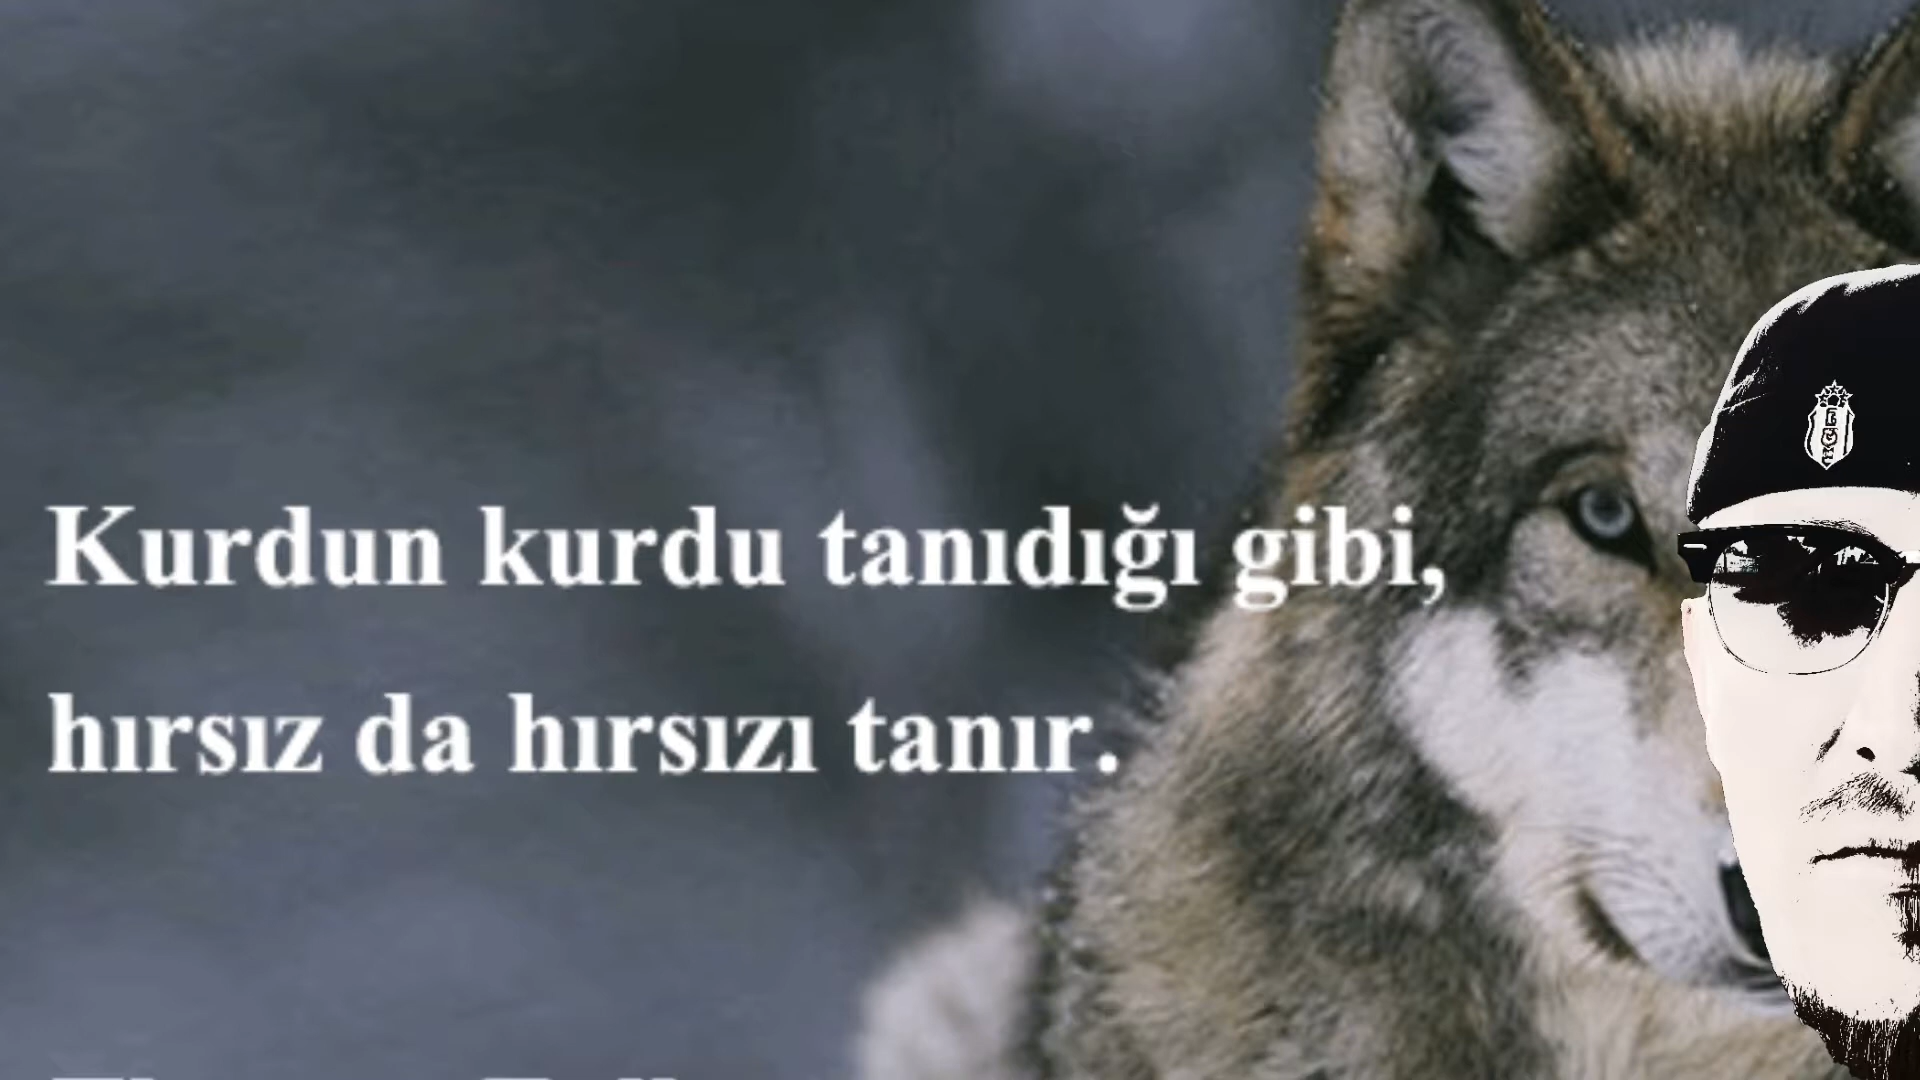 Kurdun kurdu tanıdığı gibi,
hırsız da hırsızı tanır.